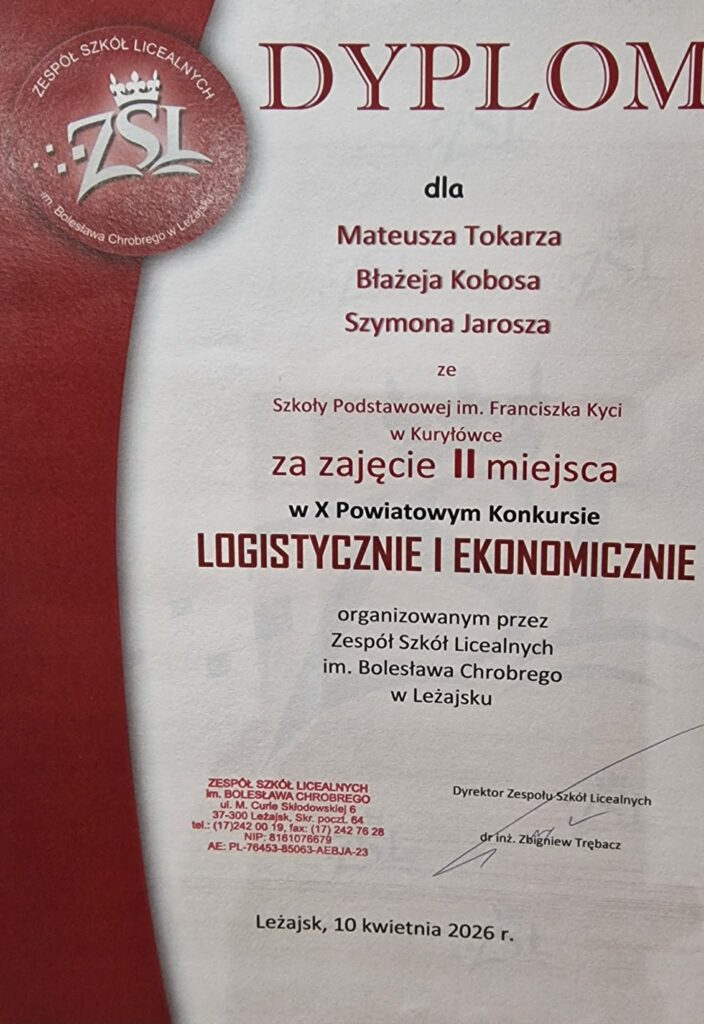 ZESPÓŁ SZKÓŁ LICEALNYCH
ZSL
im. Bolesława Chrobrego w Leżajsku
DYPLOM
dla
Mateusza Tokarza
Błażeja Kobosa
Szymona Jarosza
ze
Szkoły Podstawowej im. Franciszka Kyci
w Kuryłówce
za zajęcie II miejsca
w X Powiatowym Konkursie
LOGISTYCZNIE I EKONOMICZNIE
organizowanym przez
Zespół Szkół Licealnych
im. Bolesława Chrobrego
w Leżajsku
ZESPÓŁ SZKÓŁ LICEALNYCH
im. BOLESŁAWA CHROBREGO
ul. M. Curie Skłodowskiej 6
37-300 Leżajsk, Skr. poczt. 64
tel.: (17)242 00 19, fax: (17) 242 76 28
NIP: 8161076679
AE: PL-76453-85063-AEBJA-23
Dyrektor Zespołu Szkół Licealnych
dr inż. Zbigniew Trębacz
Leżajsk, 10 kwietnia 2026 r.